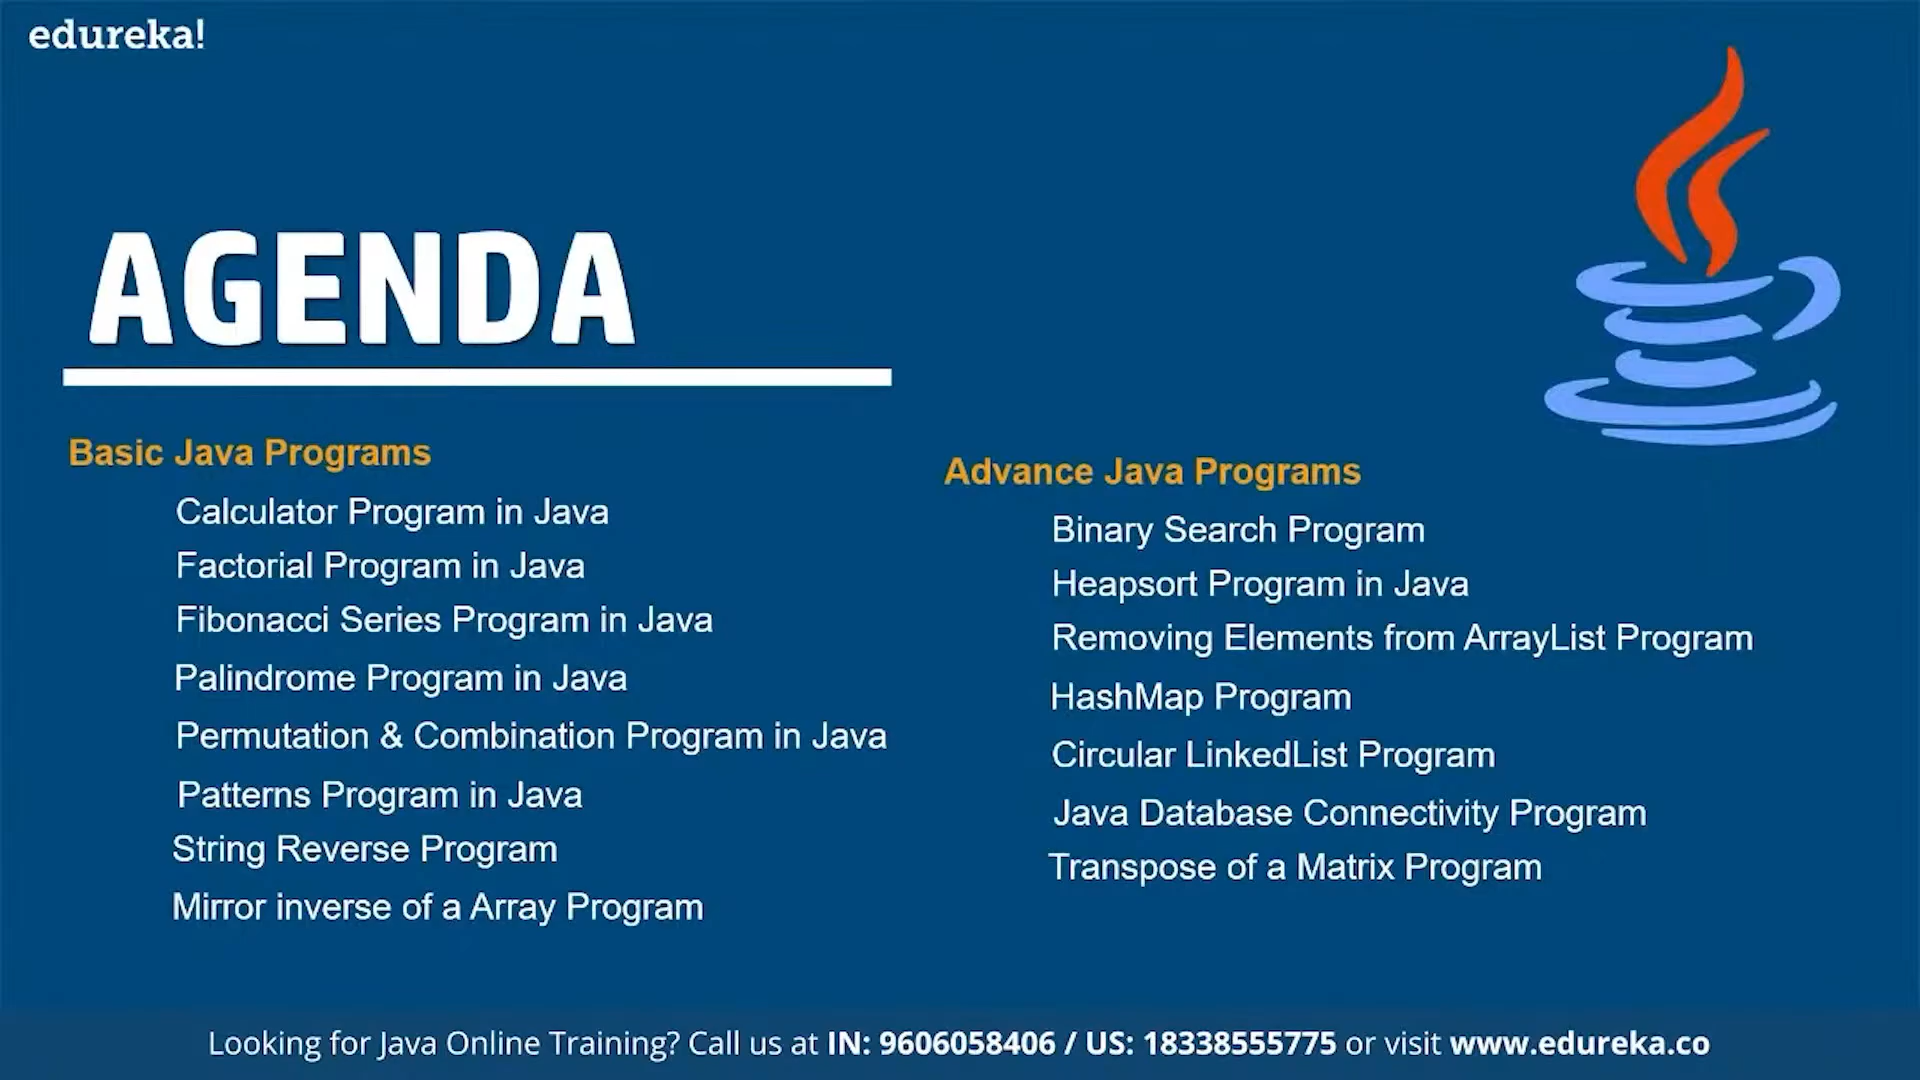 edureka!
AGENDA
Basic Java Programs
Calculator Program in Java
Factorial Program in Java
Fibonacci Series Program in Java
Palindrome Program in Java
Permutation & Combination Program in Java
Patterns Program in Java
String Reverse Program
Mirror inverse of a Array Program
Advance Java Programs
Binary Search Program
Heapsort Program in Java
Removing Elements from ArrayList Program
HashMap Program
Circular LinkedList Program
Java Database Connectivity Program
Transpose of a Matrix Program
Looking for Java Online Training? Call us at IN: 9606058406 / US: 18338555775 or visit www.edureka.co